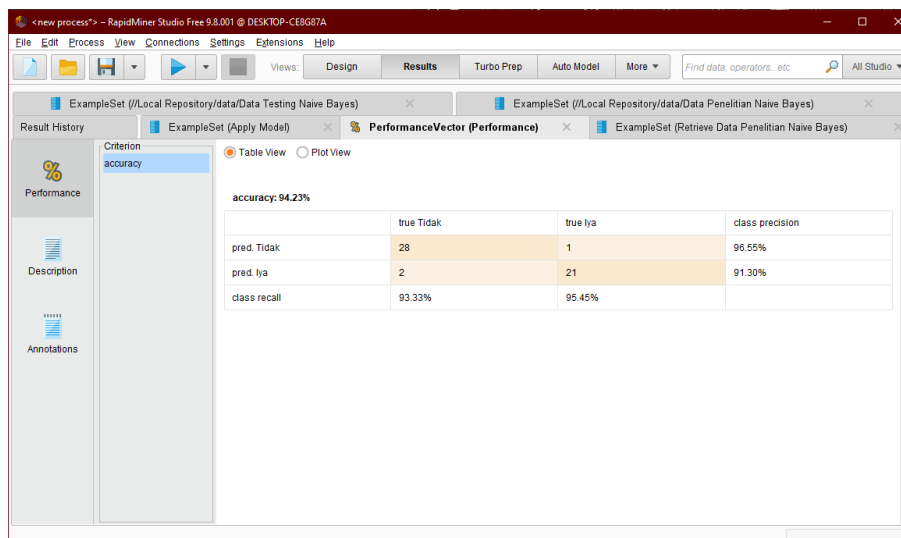 <new process*> – RapidMiner Studio Free 9.8.001 @ DESKTOP-CE8G87A
File Edit Process View Connections Settings Extensions Help
Views: Design Results Turbo Prep Auto Model More Find data, operators...etc All Studio
ExampleSet (//Local Repository/data/Data Testing Naive Bayes) ExampleSet (//Local Repository/data/Data Penelitian Naive Bayes)
Result History ExampleSet (Apply Model) % PerformanceVector (Performance) ExampleSet (Retrieve Data Penelitian Naive Bayes)
Criterion
accuracy
%
Performance
Description
Annotations
Table View Plot View
accuracy: 94.23%
true Tidak true Iya class precision
pred. Tidak 28 1 96.55%
pred. Iya 2 21 91.30%
class recall 93.33% 95.45%